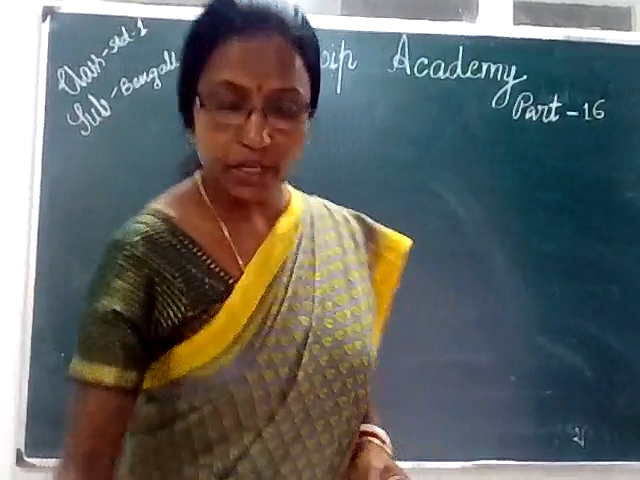 Class - std. 1
Sub - Bengali
Academy
Part - 16